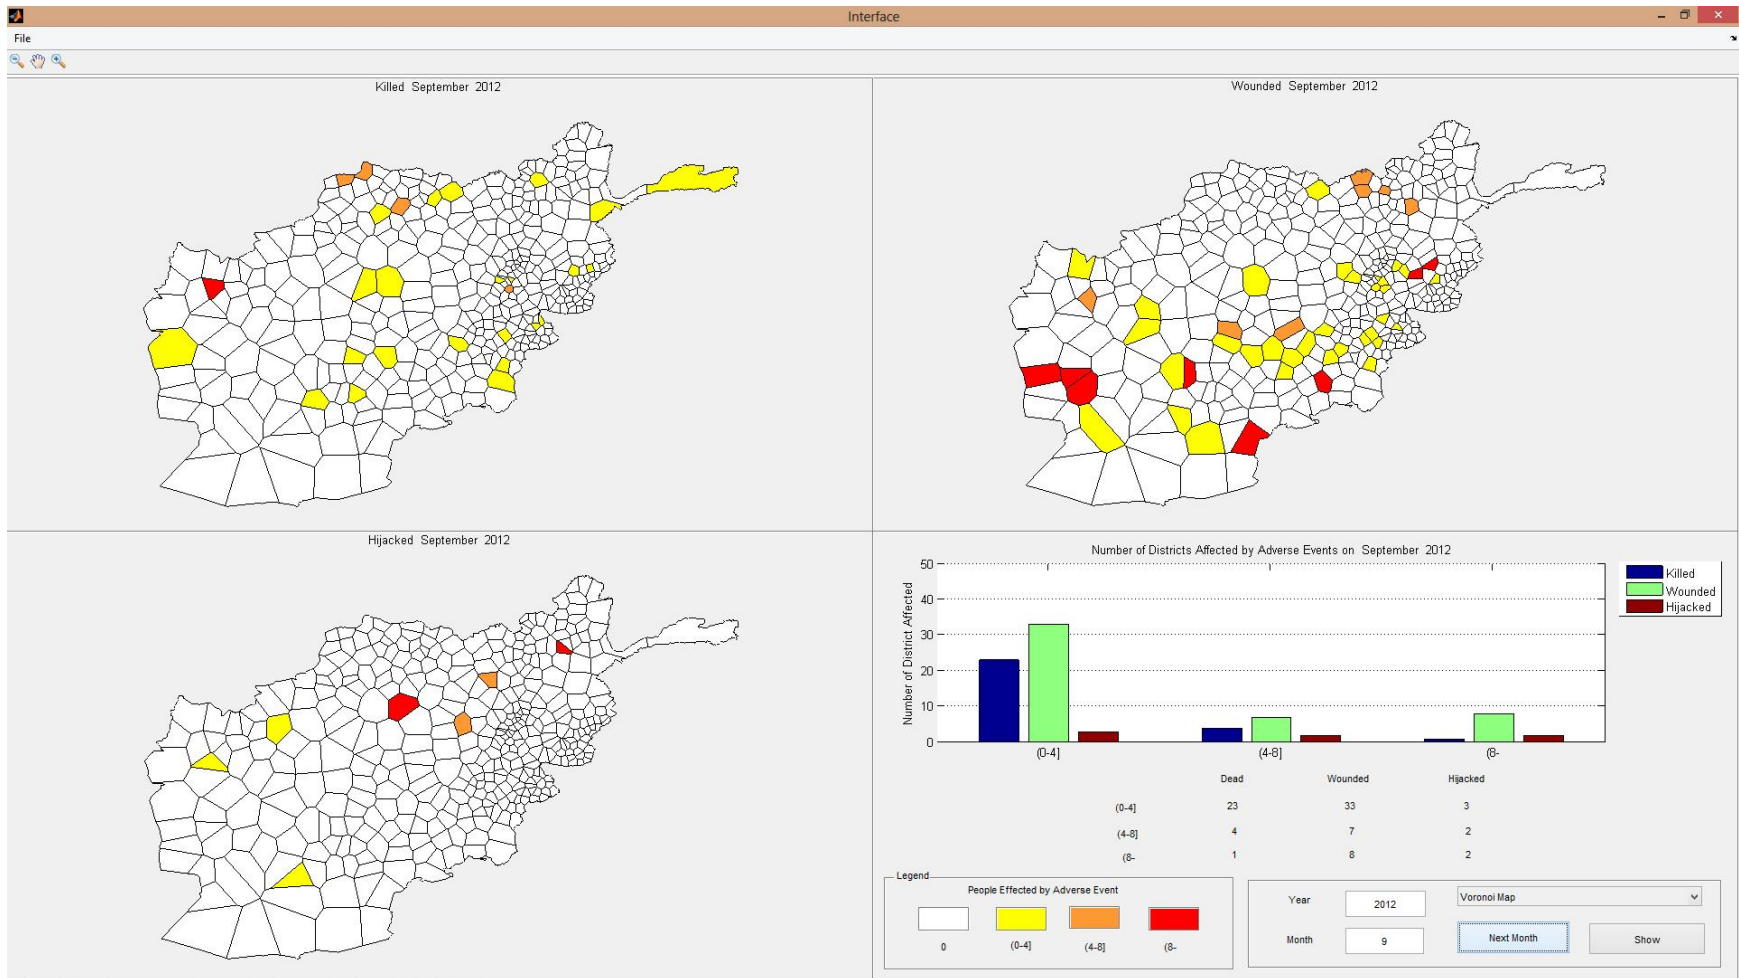 Interface
File
Killed September 2012
Wounded September 2012
Hijacked September 2012
Number of Districts Affected by Adverse Events on September 2012
Number of District Affected
50
40
30
20
10
0
(0-4]
(4-8]
(8-
Killed
Wounded
Hijacked
Dead Wounded Hijacked
(0-4] 23 33 3
(4-8] 4 7 2
(8- 1 8 2
Legend
People Effected by Adverse Event
0 (0-4] (4-8] (8-
Year 2012 Voronoi Map
Month 9 Next Month Show